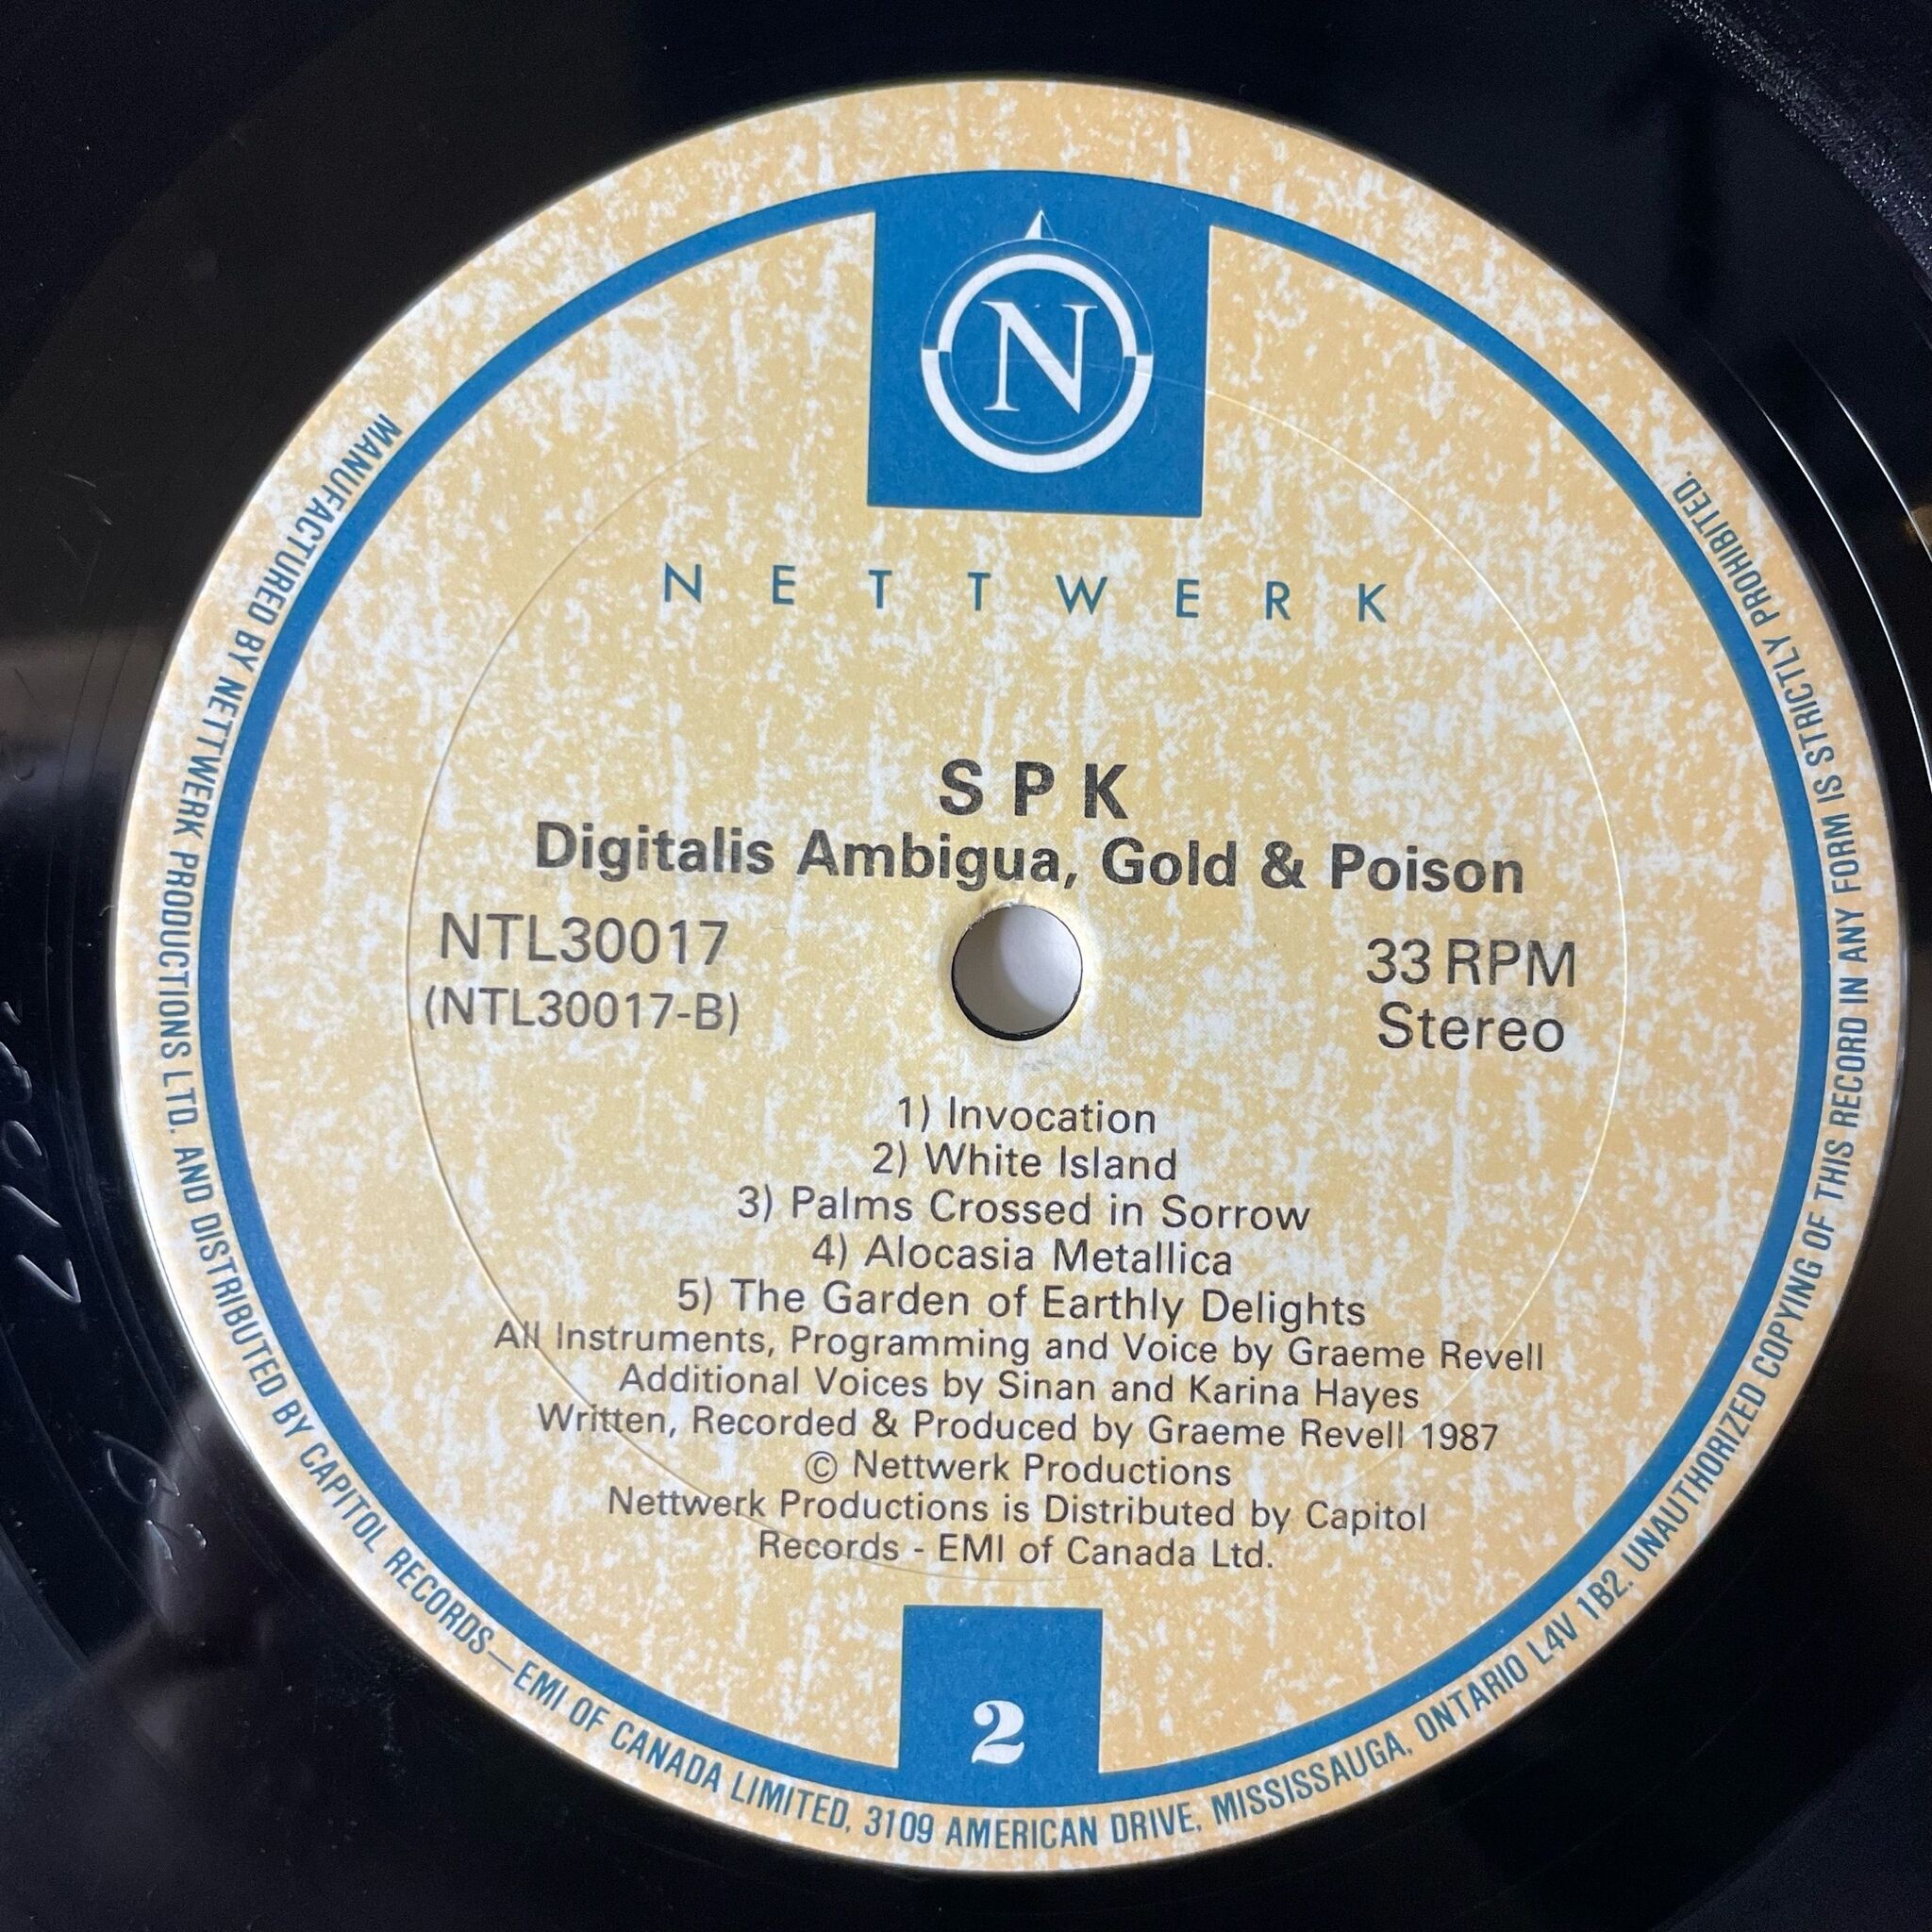 N
NETTWERK
SPK
Digitalis Ambigua, Gold & Poison
NTL30017
(NTL30017-B)
33 RPM
Stereo
1) Invocation
2) White Island
3) Palms Crossed in Sorrow
4) Alocasia Metallica
5) The Garden of Earthly Delights
All Instruments, Programming and Voice by Graeme Revell
Additional Voices by Sinan and Karina Hayes
Written, Recorded & Produced by Graeme Revell 1987
© Nettwerk Productions
Nettwerk Productions is Distributed by Capitol
Records - EMI of Canada Ltd.
2
MANUFACTURED BY NETTWERK PRODUCTIONS LTD. AND DISTRIBUTED BY CAPITOL RECORDS—EMI OF CANADA LIMITED, 3109 AMERICAN DRIVE, MISSISSAUGA, ONTARIO L4V 1B2. UNAUTHORIZED COPYING OF THIS RECORD IN ANY FORM IS STRICTLY PROHIBITED.